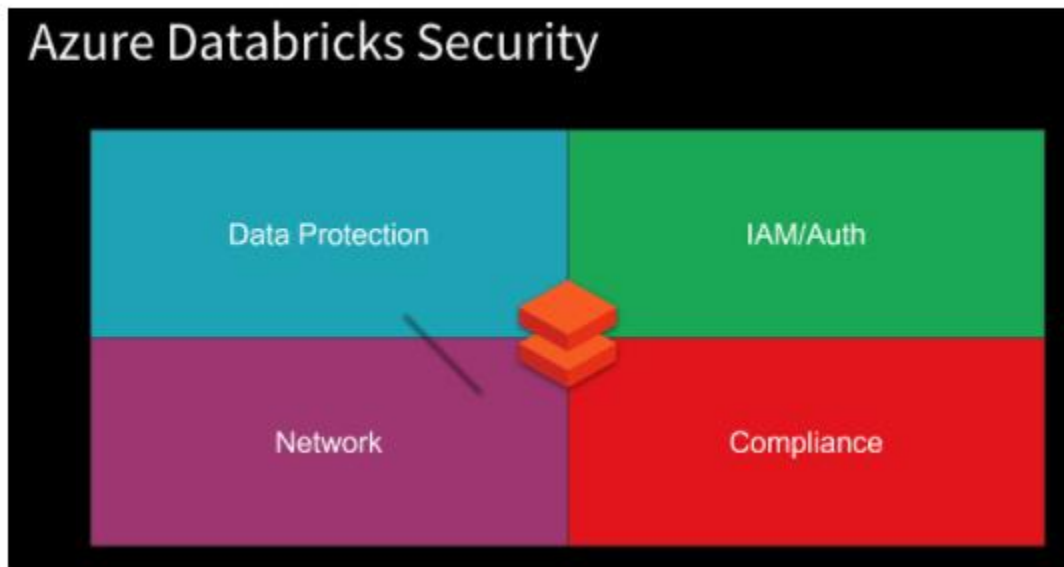 Azure Databricks Security
Data Protection
IAM/Auth
Network
Compliance